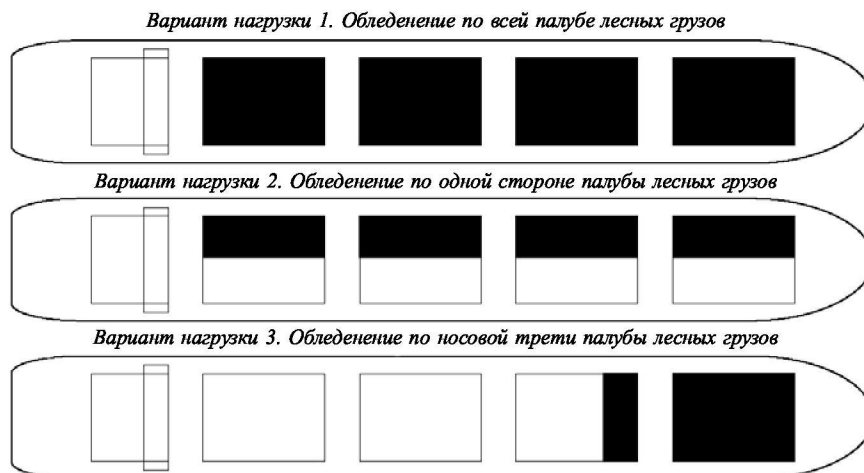 Вариант нагрузки 1. Обледенение по всей палубе лесных грузов
Вариант нагрузки 2. Обледенение по одной стороне палубы лесных грузов
Вариант нагрузки 3. Обледенение по носовой трети палубы лесных грузов